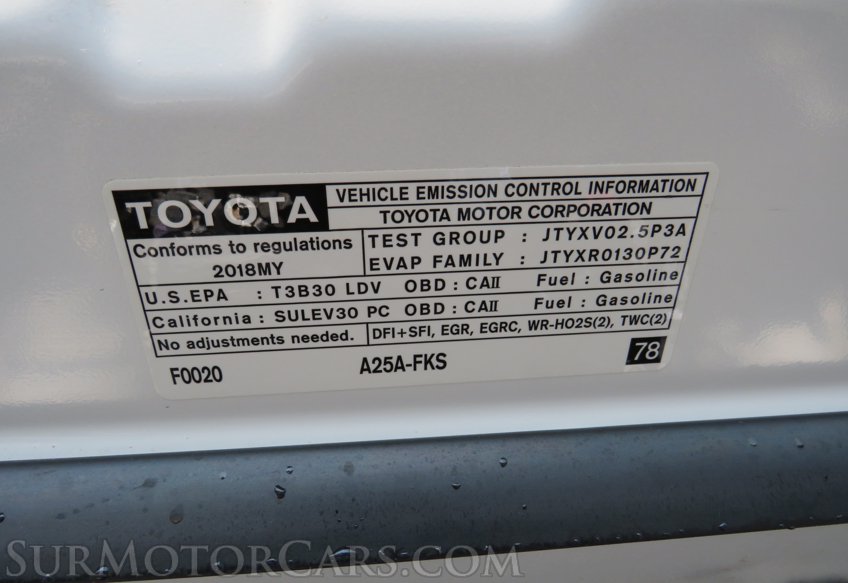 TOYOTA
VEHICLE EMISSION CONTROL INFORMATION
TOYOTA MOTOR CORPORATION
Conforms to regulations
2018MY
TEST GROUP : JTYXV02.5P3A
EVAP FAMILY : JTYXR0130P72
U.S.EPA : T3B30 LDV OBD : CAII Fuel : Gasoline
California : SULEV30 PC OBD : CAII Fuel : Gasoline
No adjustments needed. DFI+SFI, EGR, EGRC, WR-HO2S(2), TWC(2)
F0020 A25A-FKS 78
SurMotorCars.com